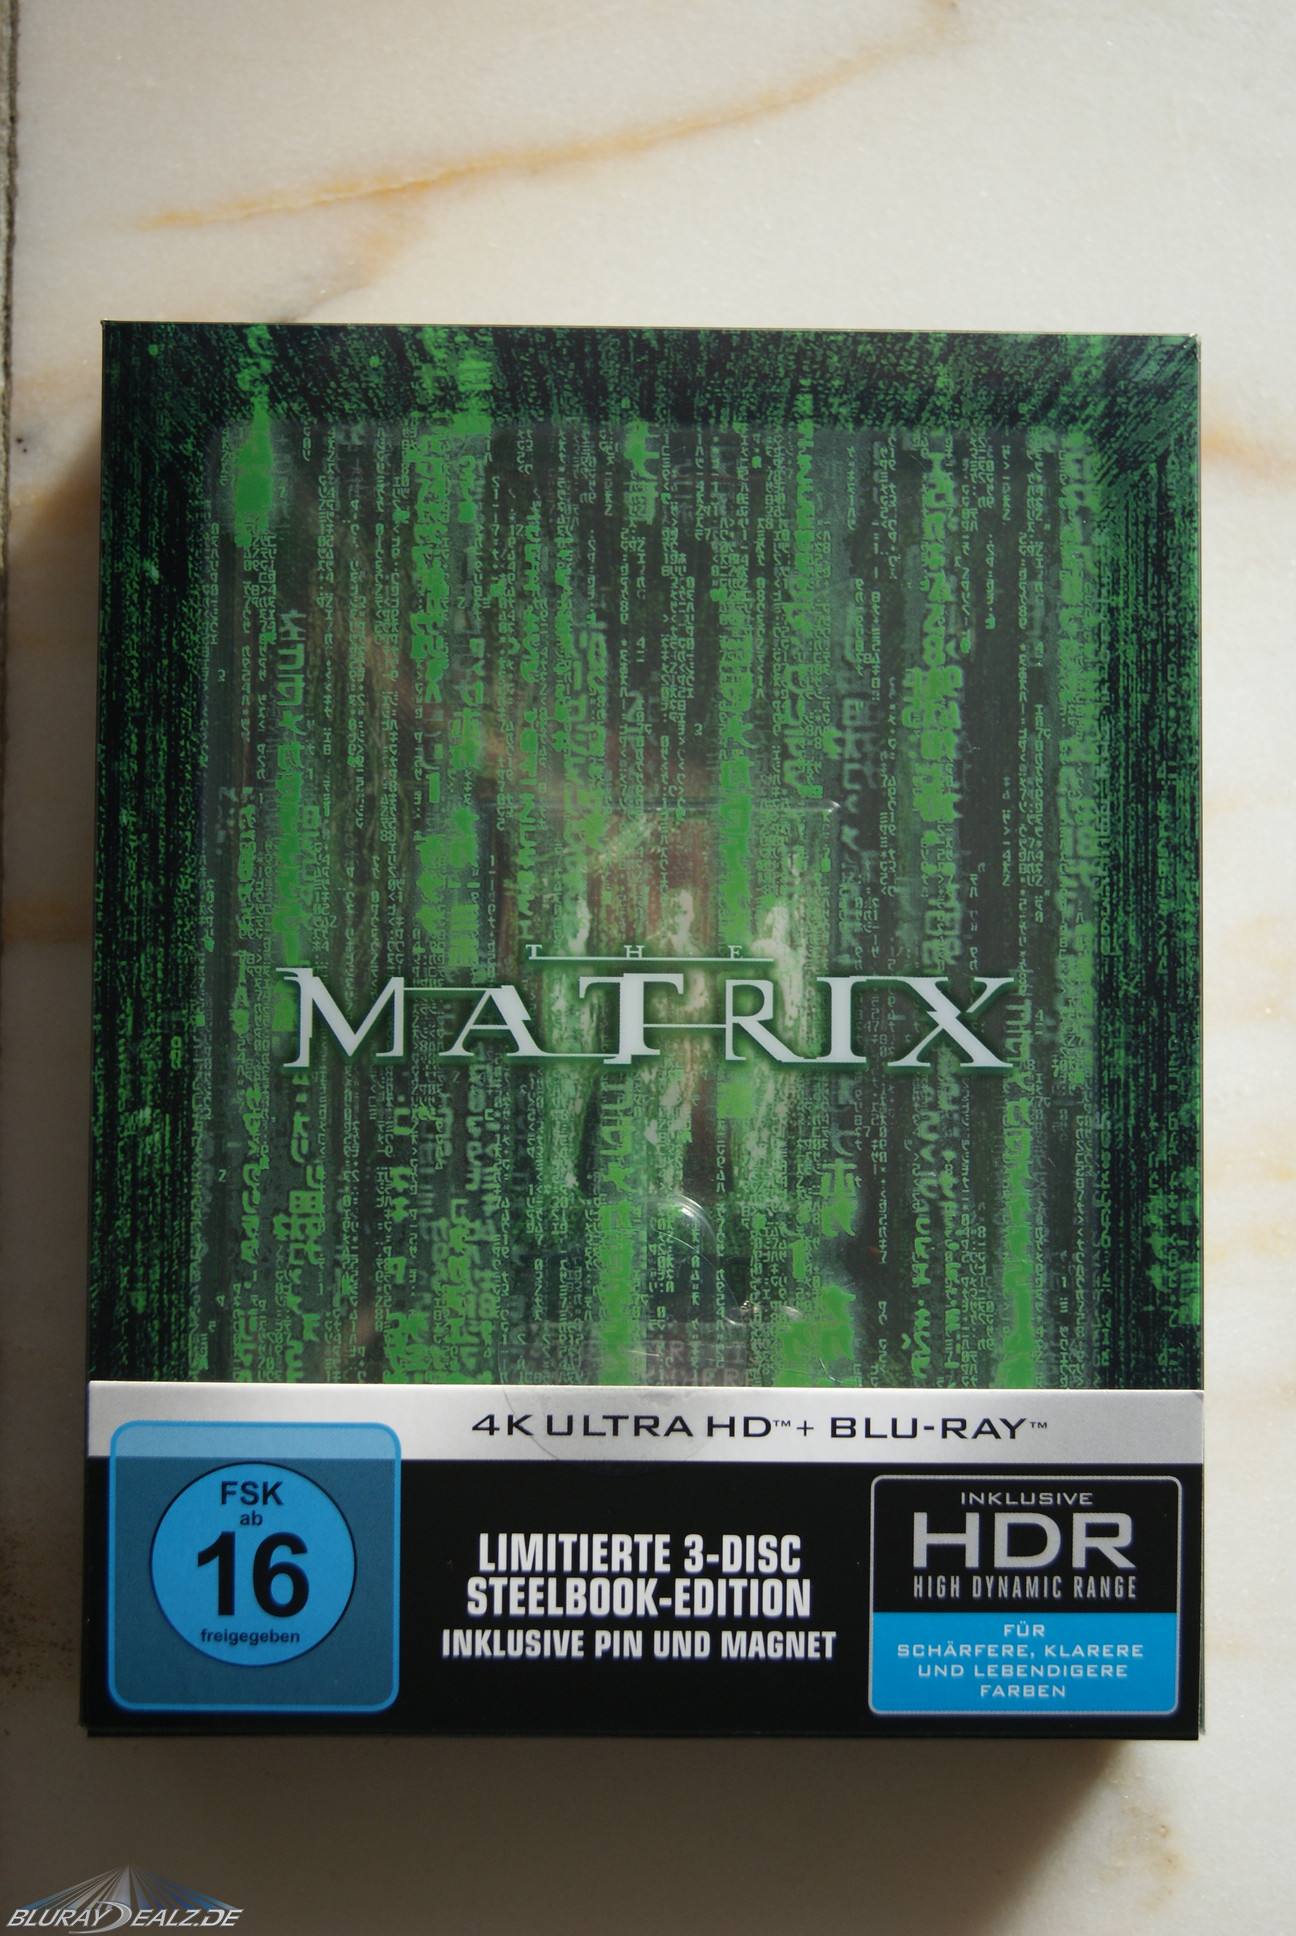 THE
MATRIX
4K ULTRA HD™ + BLU-RAY™
FSK
ab
16
freigegeben
LIMITIERTE 3-DISC
STEELBOOK-EDITION
INKLUSIVE PIN UND MAGNET
INKLUSIVE
HDR
HIGH DYNAMIC RANGE
FÜR
SCHÄRFERE, KLARERE
UND LEBENDIGERE
FARBEN
BLURAYDEALZ.DE